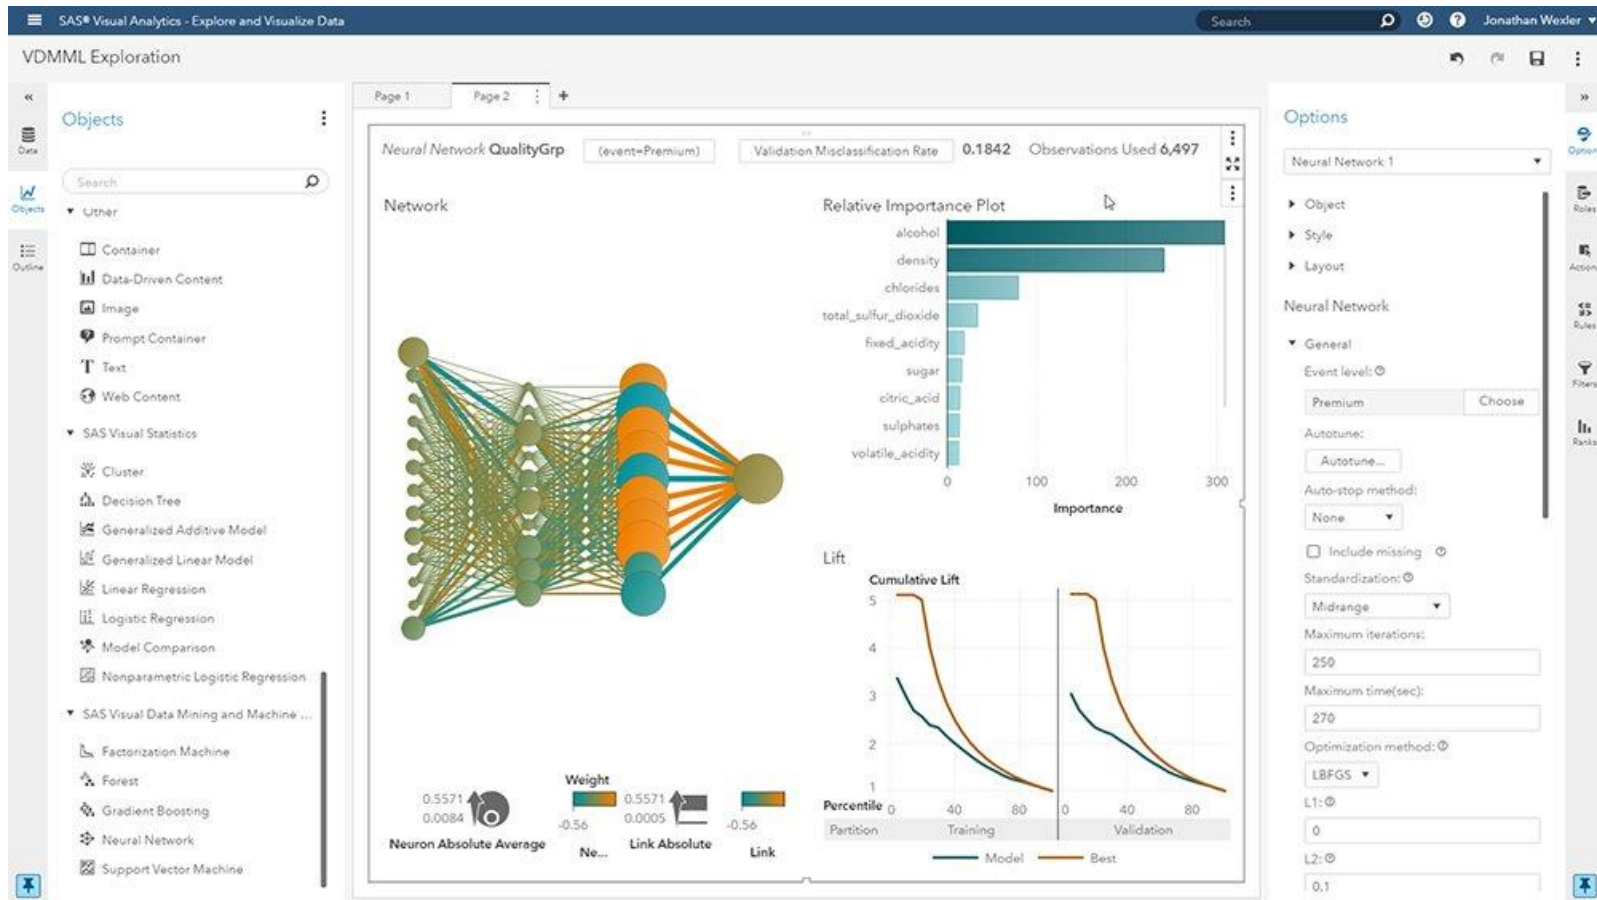 SAS® Visual Analytics - Explore and Visualize Data
Search
Jonathan Wexler
VDMML Exploration
Data
Objects
Outline
Objects
Search
Other
Container
Data-Driven Content
Image
Prompt Container
Text
Web Content
SAS Visual Statistics
Cluster
Decision Tree
Generalized Additive Model
Generalized Linear Model
Linear Regression
Logistic Regression
Model Comparison
Nonparametric Logistic Regression
SAS Visual Data Mining and Machine ...
Factorization Machine
Forest
Gradient Boosting
Neural Network
Support Vector Machine
Page 1
Page 2
Neural Network QualityGrp (event=Premium) Validation Misclassification Rate 0.1842 Observations Used 6,497
Network
Relative Importance Plot
alcohol
density
chlorides
total_sulfur_dioxide
fixed_acidity
sugar
citric_acid
sulphates
volatile_acidity
0 100 200 300
Importance
Lift
Cumulative Lift
5
4
3
2
1
Percentile 0 40 80 0 40 80
Partition Training Validation
Model Best
Weight
0.5571
0.0084
Neuron Absolute Average
-0.56
Ne...
0.5571
0.0005
Link Absolute
-0.56
Link
Options
Neural Network 1
Object
Style
Layout
Neural Network
General
Event level:
Premium Choose
Autotune:
Autotune...
Auto-stop method:
None
Include missing
Standardization:
Midrange
Maximum iterations:
250
Maximum time(sec):
270
Optimization method:
LBFGS
L1:
0
L2:
0.1
Option
Roles
Action
Rules
Filters
Ranks